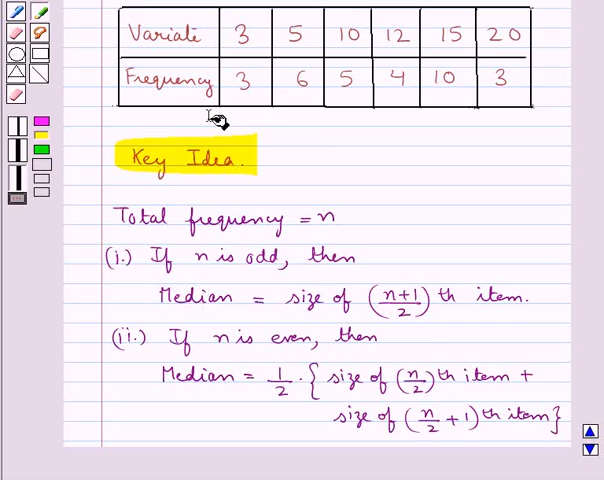 Variate 3 5 10 12 15 20
Frequency 3 6 5 4 10 3
Key Idea.
Total frequency = n
(i.) If n is odd, then
Median = size of (n+1/2) th item.
(ii.) If n is even, then
Median = 1/2 . { size of (n/2) th item +
size of (n/2 + 1) th item }